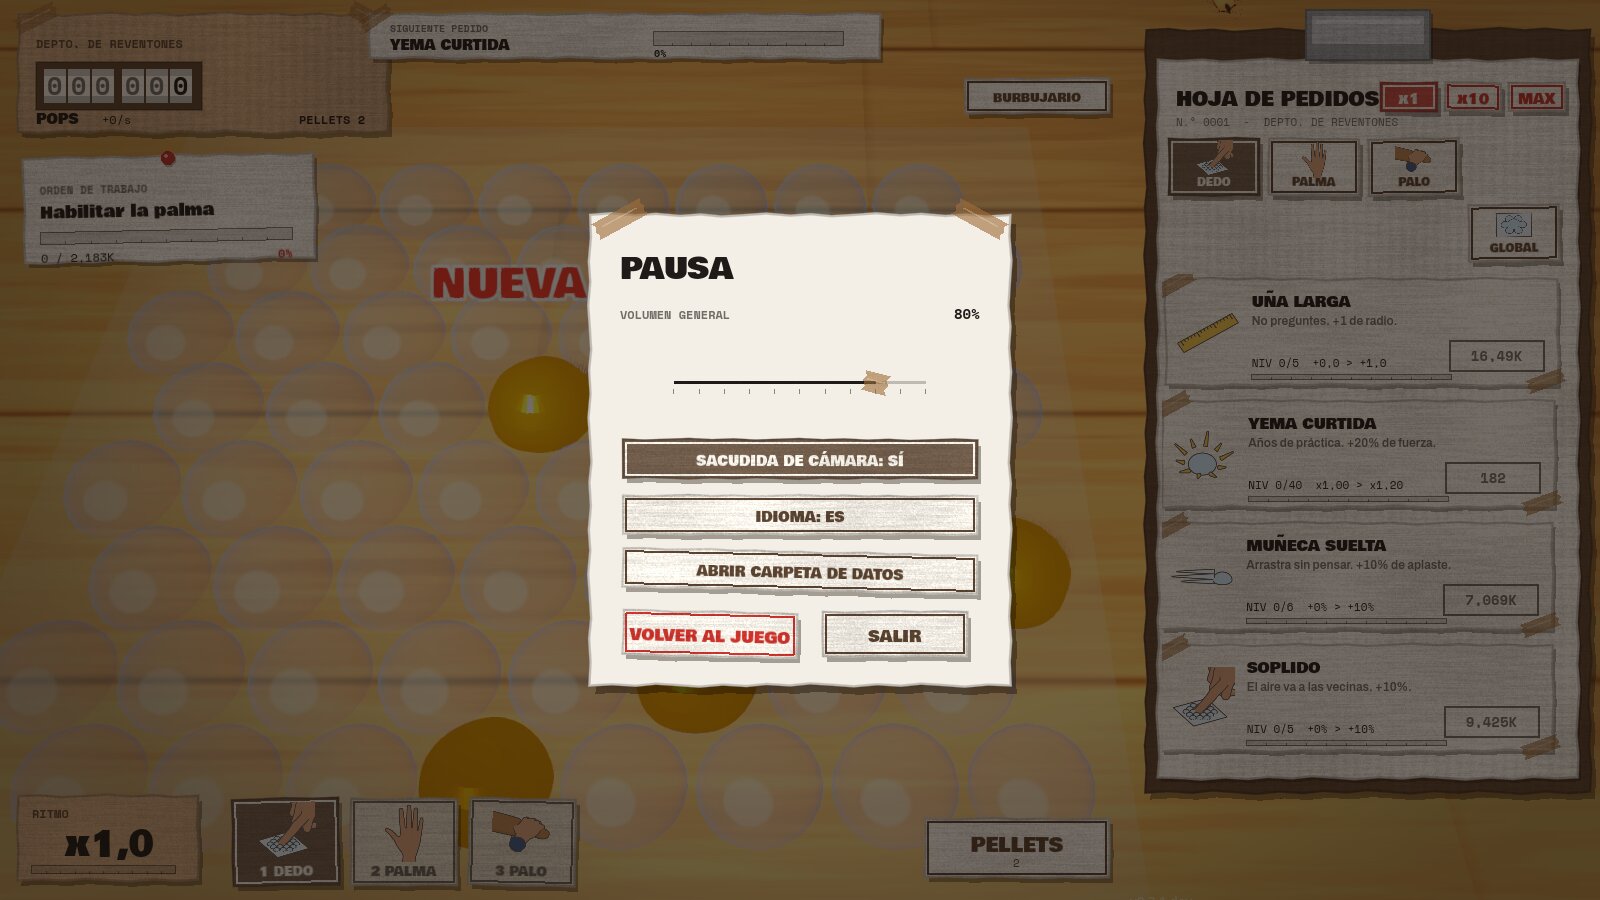 DEPTO. DE REVENTONES
000 000
POPS +0/s PELLETS 2
SIGUIENTE PEDIDO
YEMA CURTIDA
0%
BURBUJARIO
ORDEN DE TRABAJO
Habilitar la palma
0 / 2,183K 0%
NUEVA
PAUSA
VOLUMEN GENERAL 80%
SACUDIDA DE CÁMARA: SÍ
IDIOMA: ES
ABRIR CARPETA DE DATOS
VOLVER AL JUEGO SALIR
HOJA DE PEDIDOS x1 x10 MAX
N.° 0001 - DEPTO. DE REVENTONES
DEDO PALMA PALO
GLOBAL
UÑA LARGA
No preguntes. +1 de radio.
NIV 0/5 +0,0 > +1,0 16,49K
YEMA CURTIDA
Años de práctica. +20% de fuerza.
NIV 0/40 x1,00 > x1,20 182
MUÑECA SUELTA
Arrastra sin pensar. +10% de aplaste.
NIV 0/6 +0% > +10% 7,069K
SOPLIDO
El aire va a las vecinas. +10%.
NIV 0/5 +0% > +10% 9,425K
RITMO
x1,0
1 DEDO 2 PALMA 3 PALO
PELLETS
2